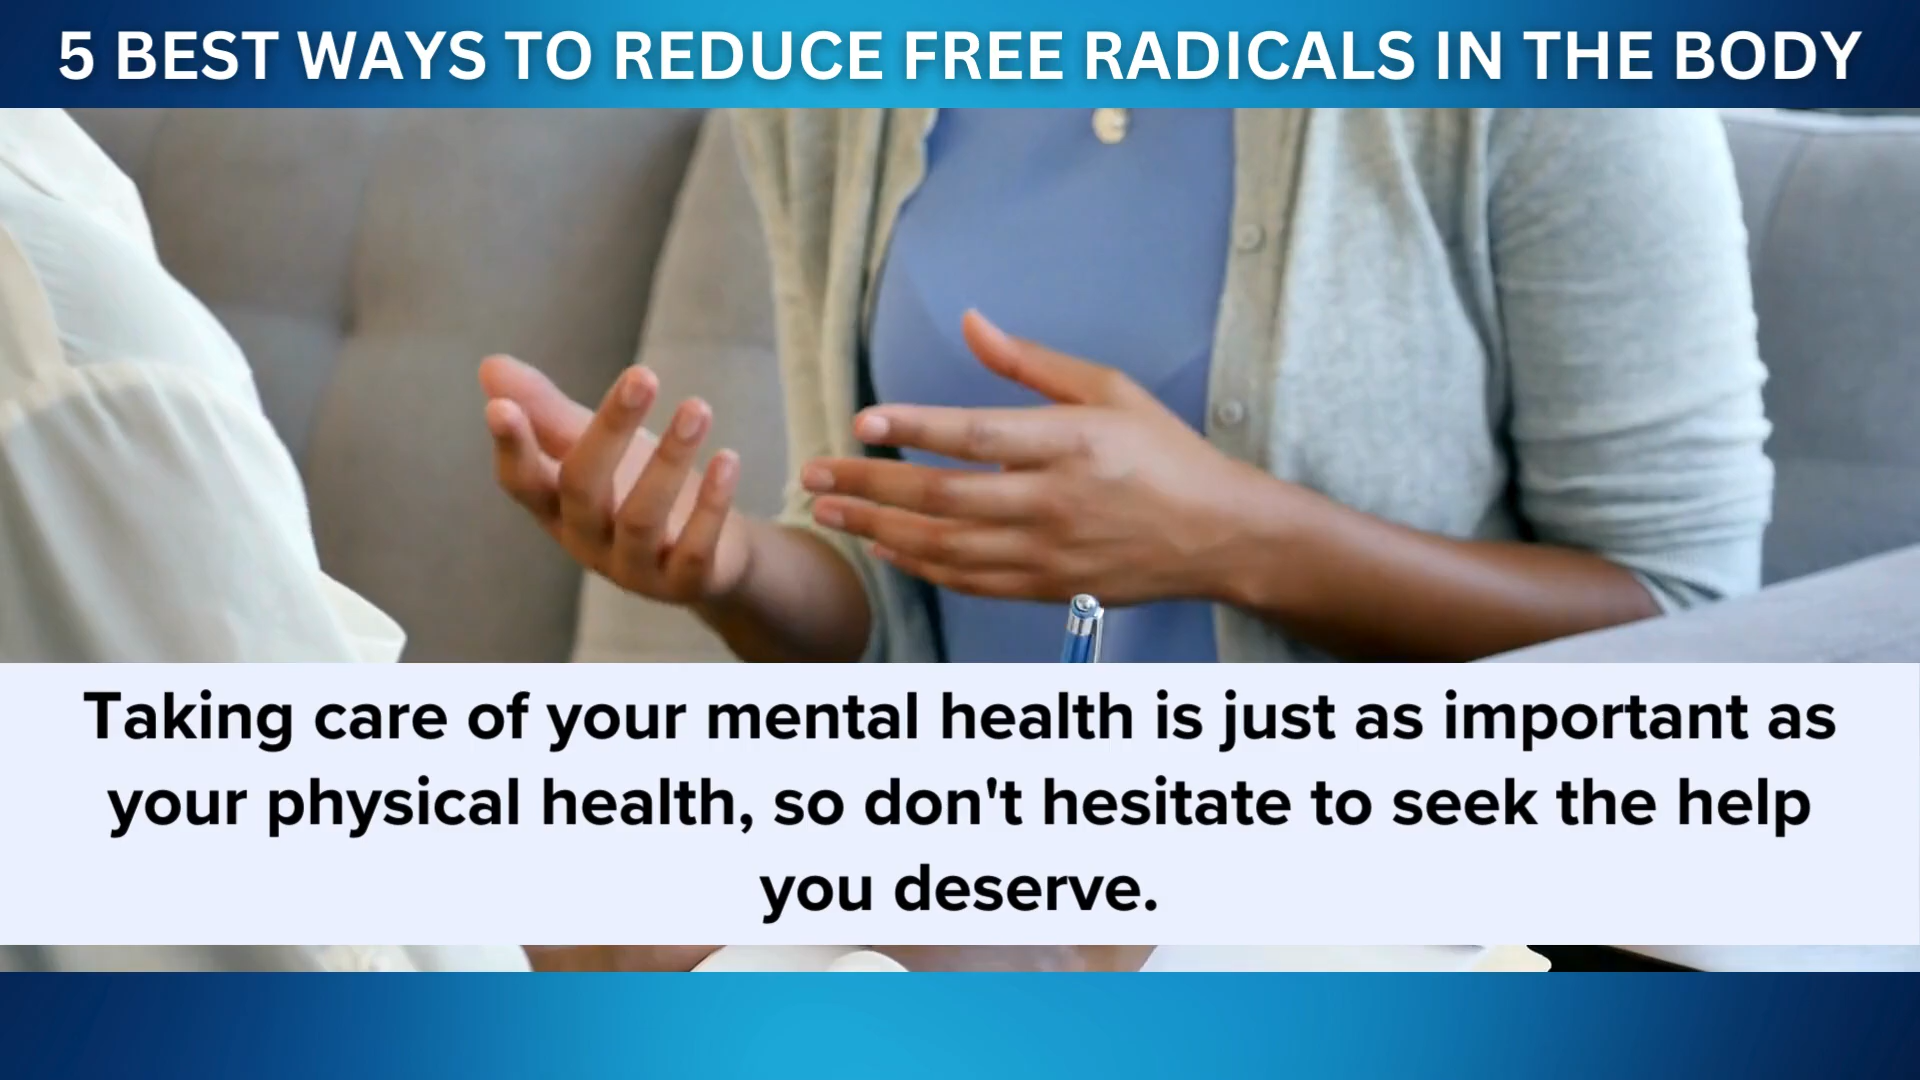 5 BEST WAYS TO REDUCE FREE RADICALS IN THE BODY
Taking care of your mental health is just as important as
your physical health, so don't hesitate to seek the help
you deserve.